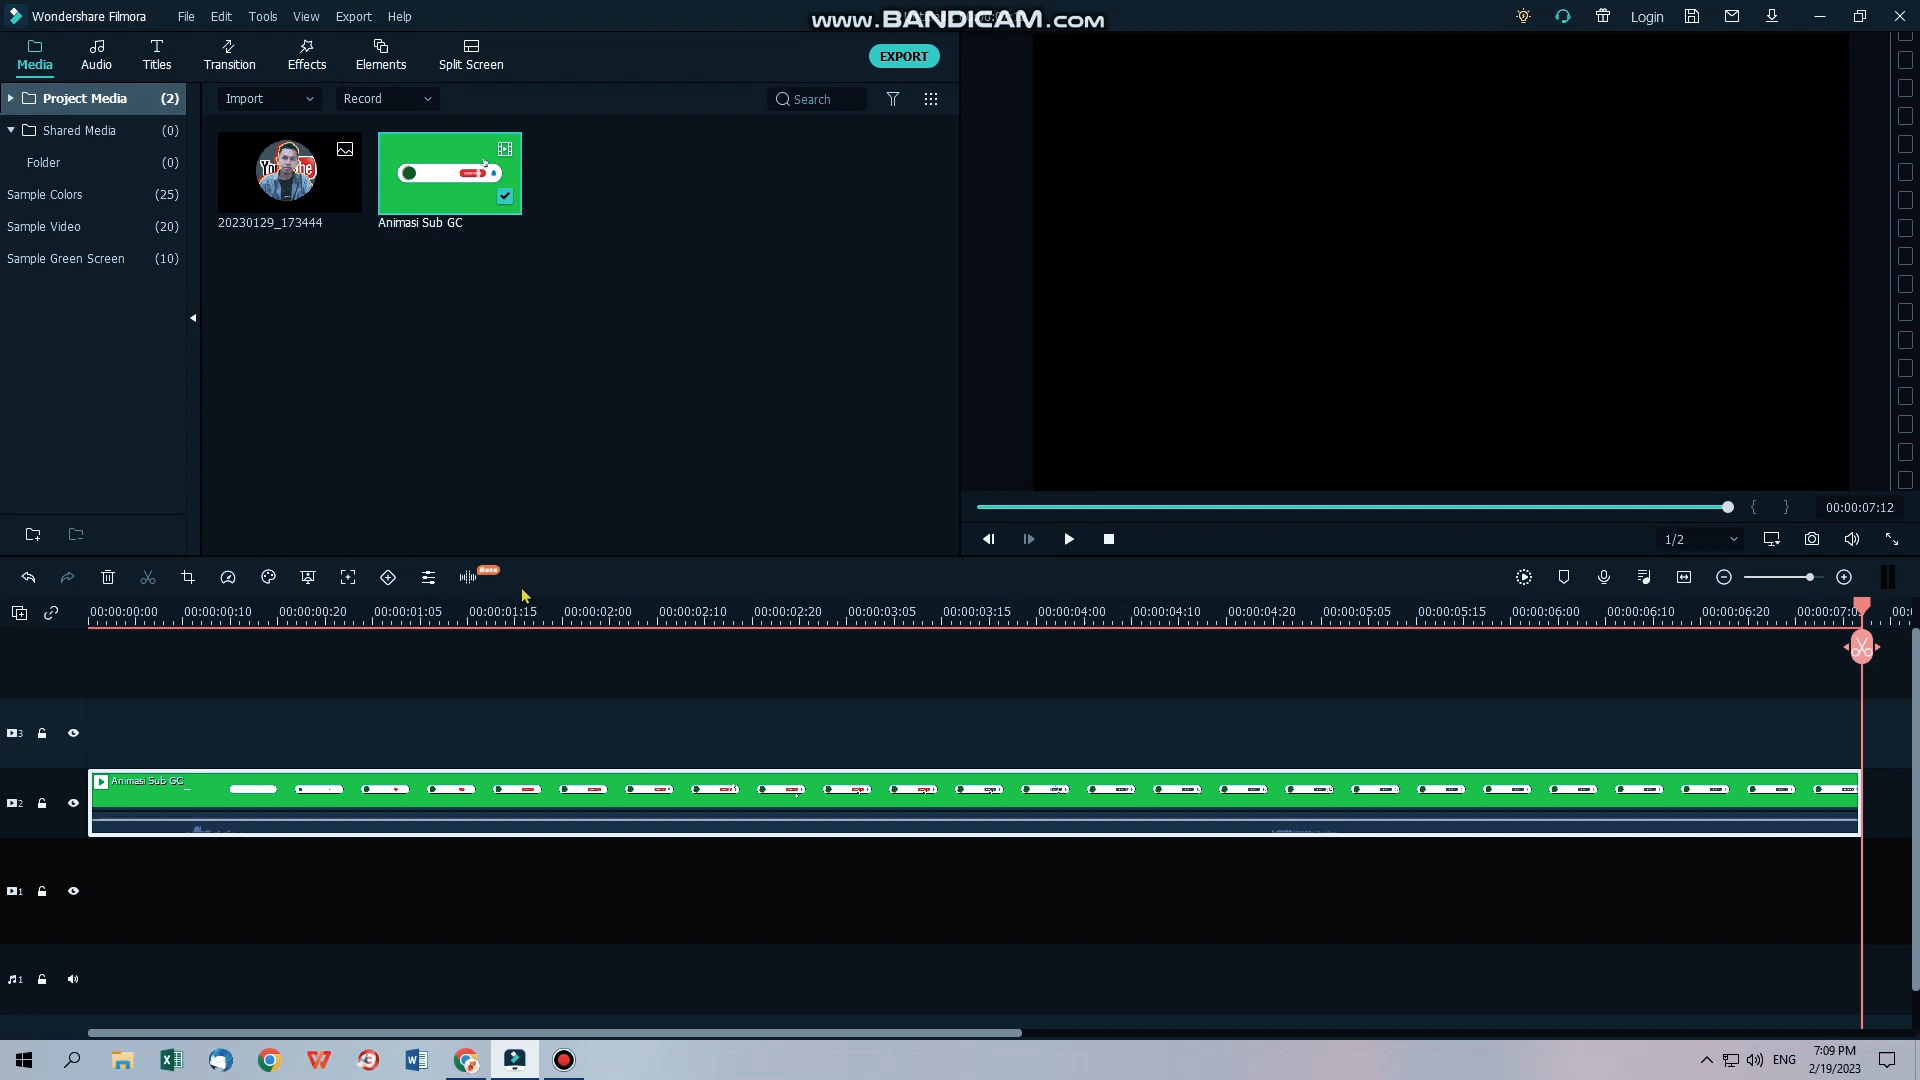 Wondershare Filmora
File Edit Tools View Export Help
www.BANDICAM.com
Login
Media Audio Titles Transition Effects Elements Split Screen
EXPORT
Project Media (2)
Import Record Search
Shared Media (0)
Folder (0)
Sample Colors (25)
Sample Video (20)
Sample Green Screen (10)
20230129_173444
Animasi Sub GC
00:00:07:12
1/2
Beta
00:00:00:00 00:00:00:10 00:00:00:20 00:00:01:05 00:00:01:15 00:00:02:00 00:00:02:10 00:00:02:20 00:00:03:05 00:00:03:15 00:00:04:00 00:00:04:10 00:00:04:20 00:00:05:05 00:00:05:15 00:00:06:00 00:00:06:10 00:00:06:20
3
Animasi Sub GC
2
1
1
ENG
7:09 PM
2/19/2023